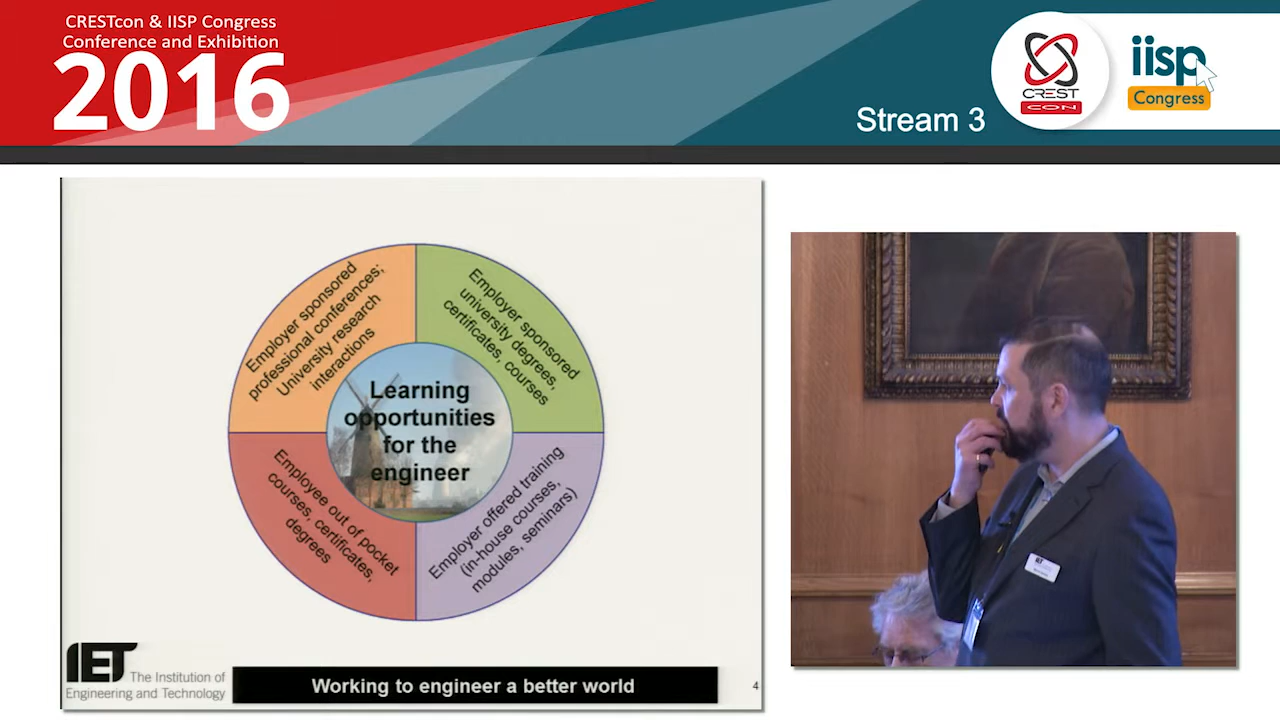 CRESTcon & IISP Congress
Conference and Exhibition
2016
Stream 3
CREST
CON
iisp
Congress
Employer sponsored
professional conferences;
University research
interactions
Employer sponsored
university degrees,
certificates, courses
Learning
opportunities
for the
engineer
Employee out of pocket
courses, certificates,
degrees
Employer offered training
(in-house courses,
modules, seminars)
IET
The Institution of
Engineering and Technology
Working to engineer a better world
4
IET